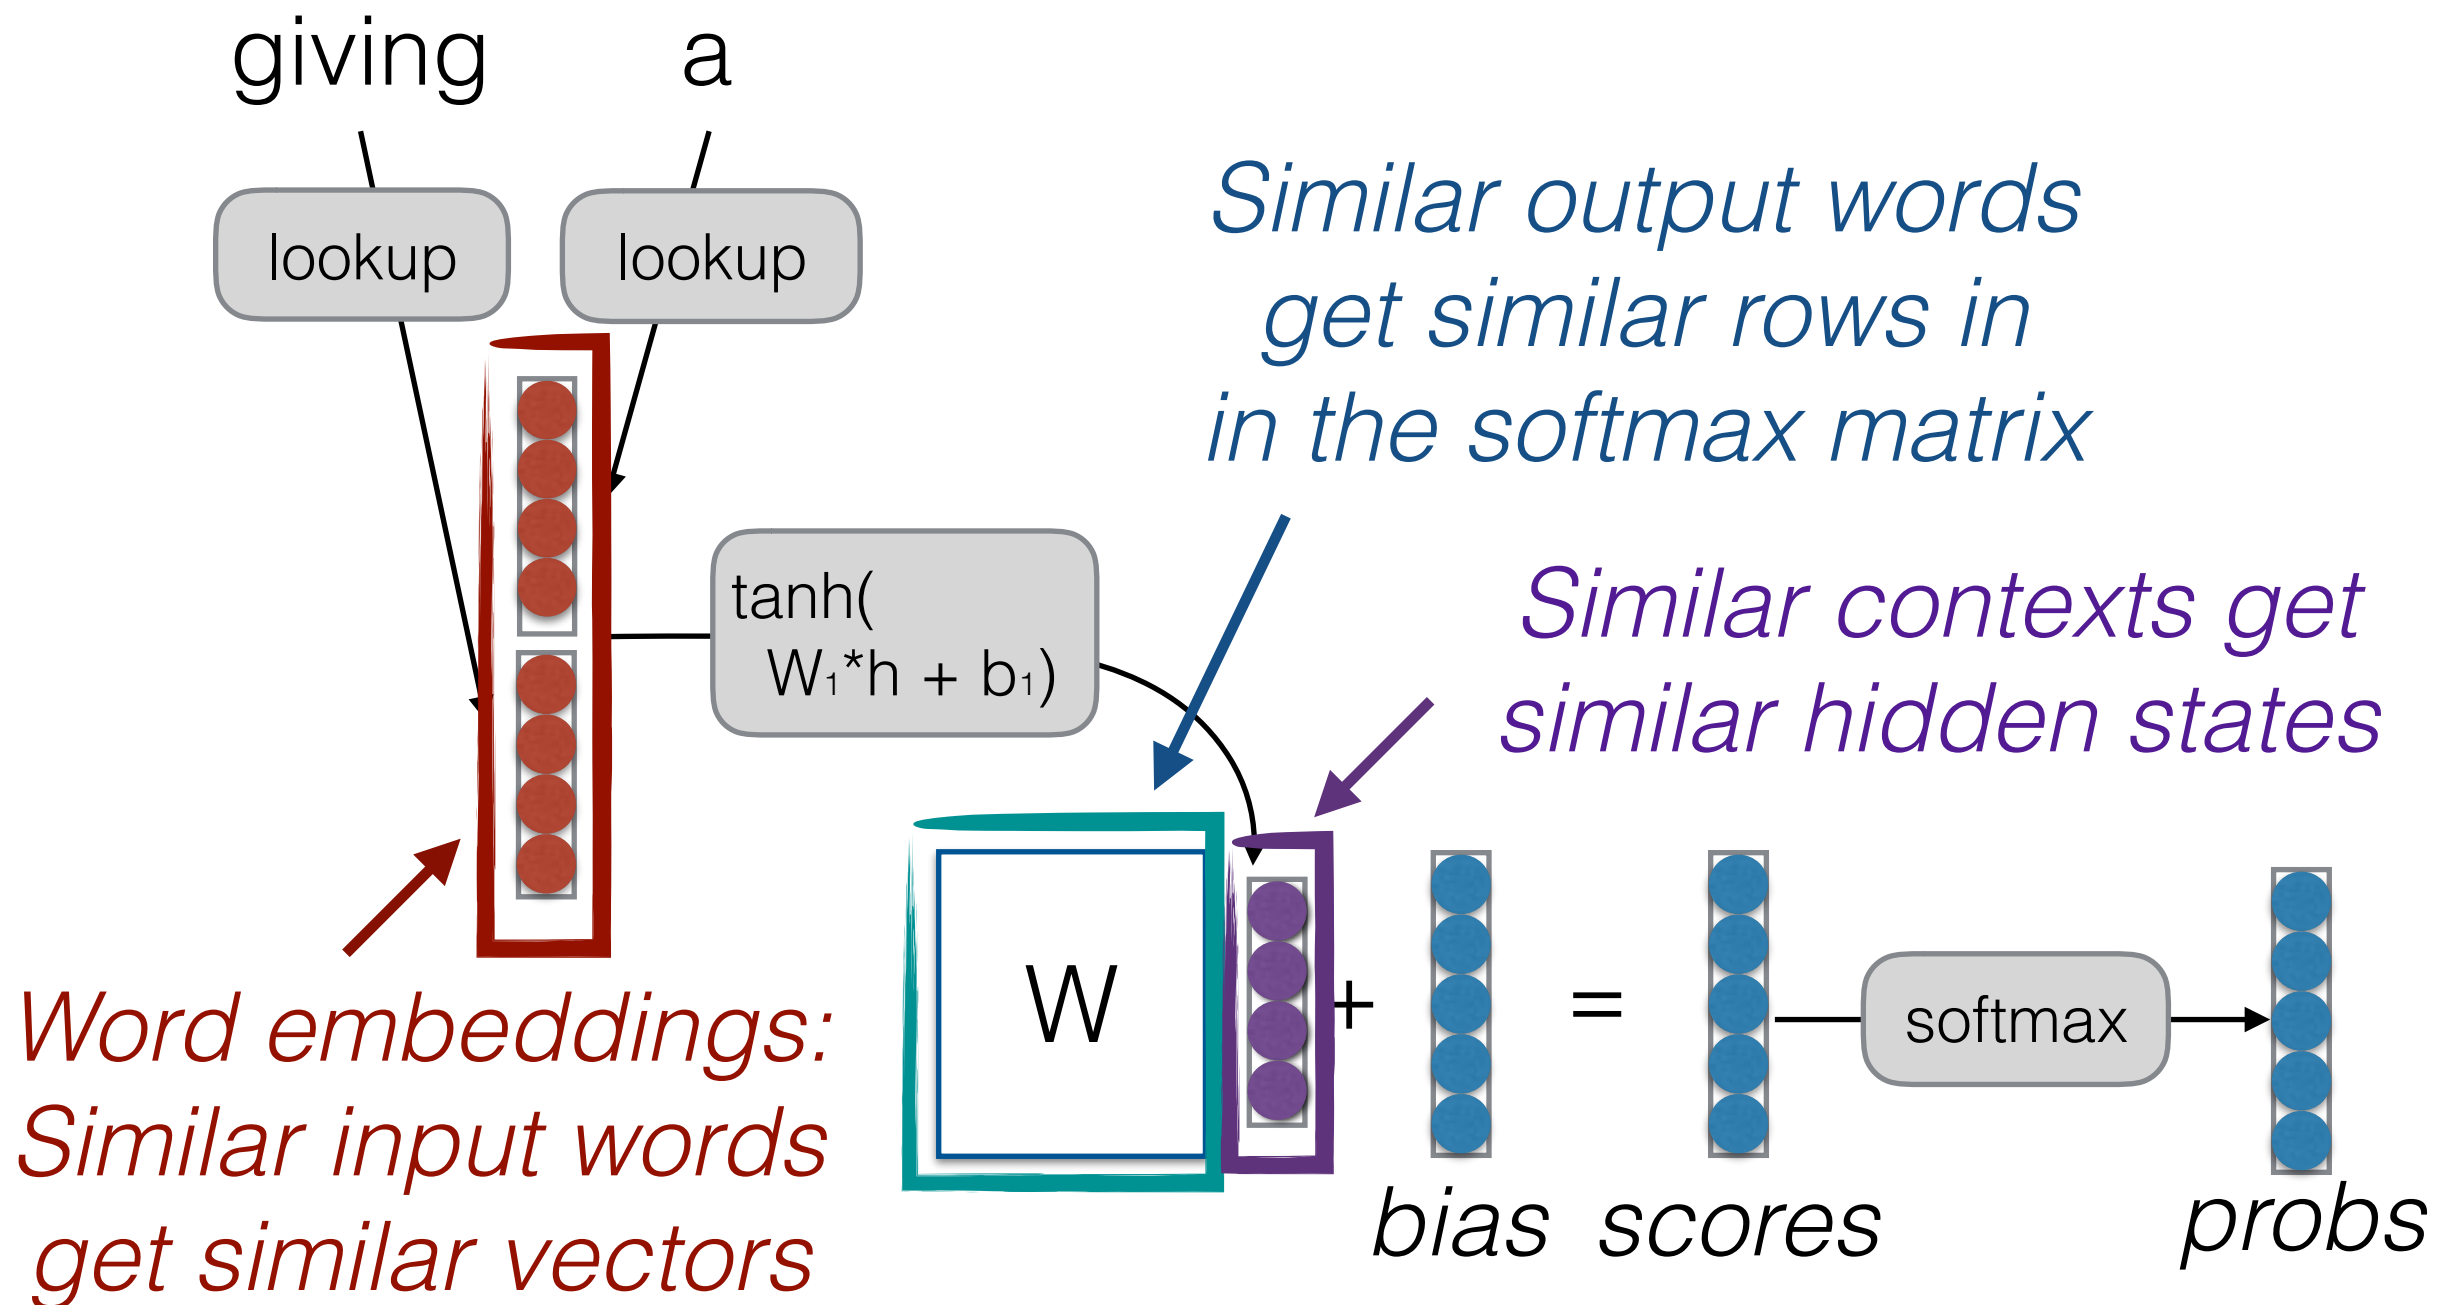 giving
a
lookup
lookup
Similar output words
get similar rows in
in the softmax matrix
tanh(
W₁*h + b₁)
Similar contexts get
similar hidden states
W
+
=
softmax
Word embeddings:
Similar input words
get similar vectors
bias
scores
probs